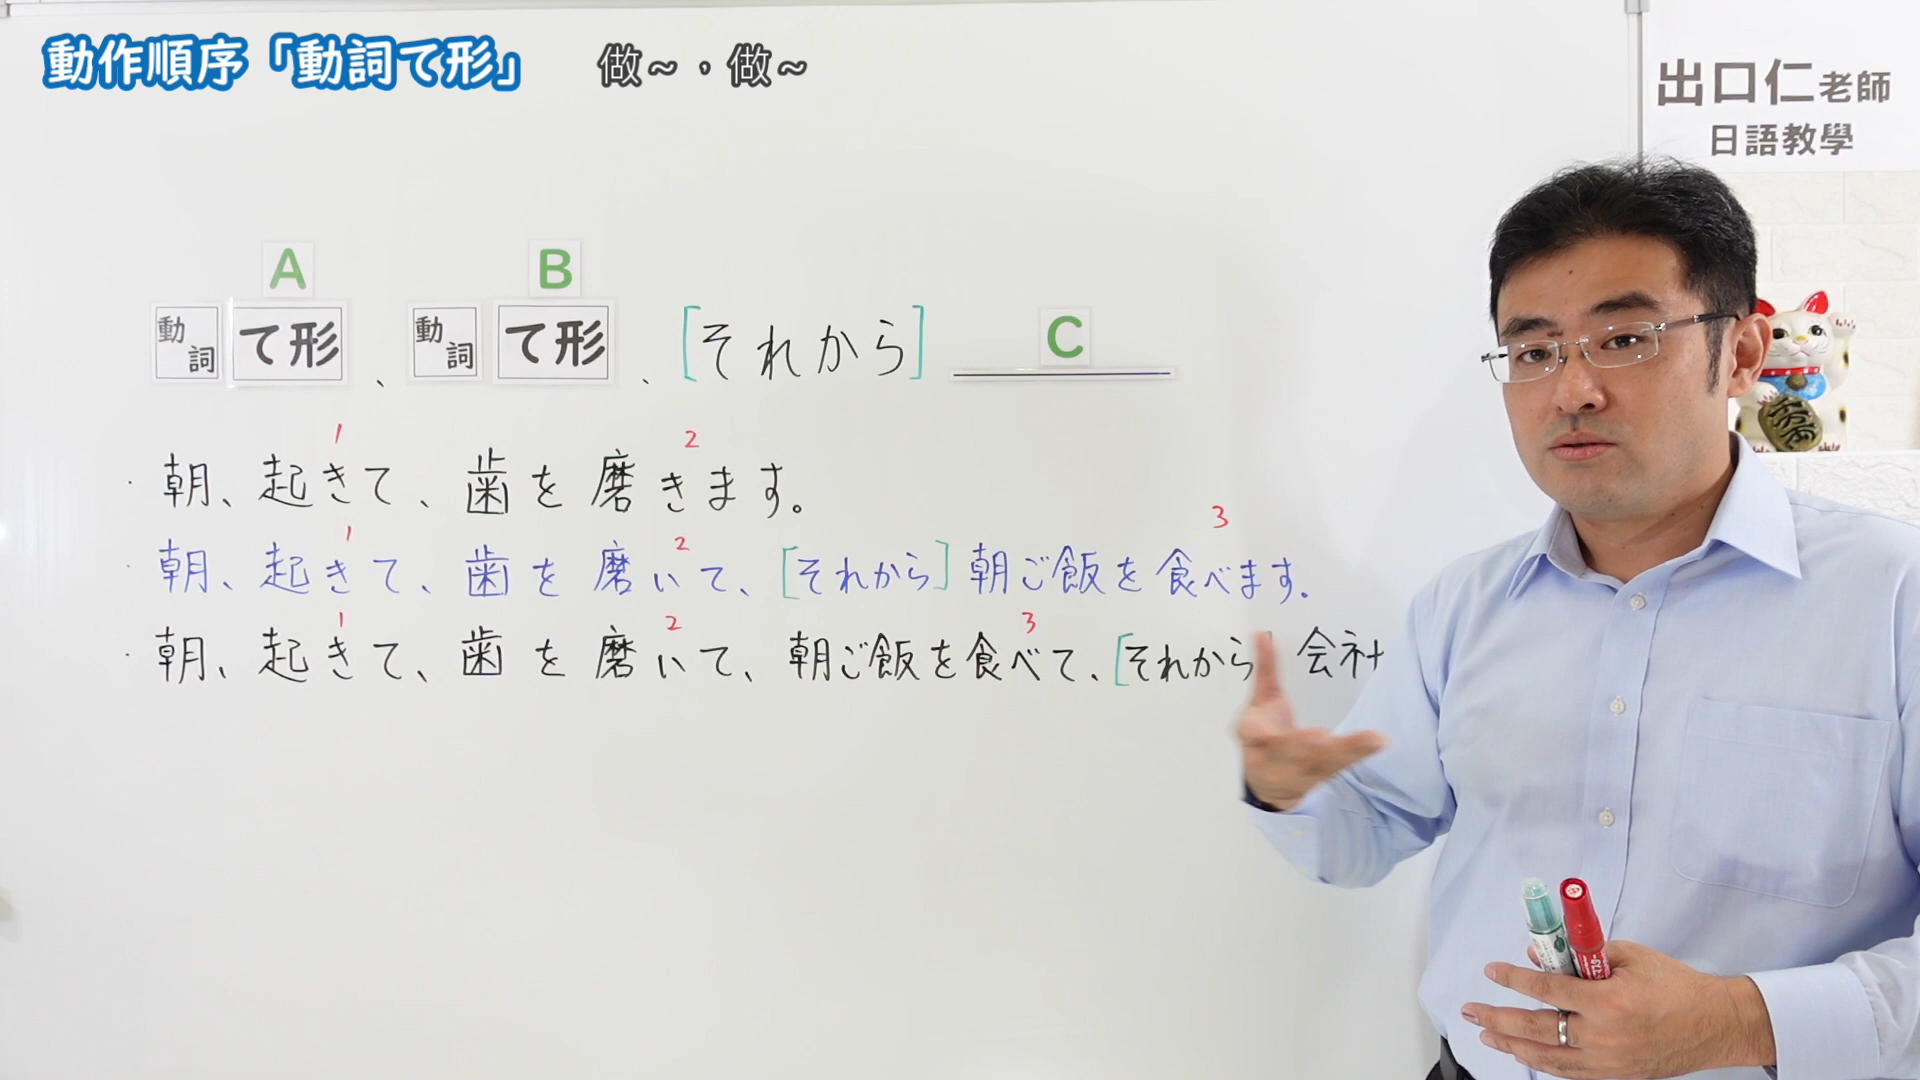 動作順序「動詞て形」 做~，做~
出口仁老師
日語教學
A B C
動詞 て形、動詞 て形、[それから]
1 2
・朝、起きて、歯を磨きます。
1 2 3
・朝、起きて、歯を磨いて、[それから]朝ご飯を食べます。
1 2 3
・朝、起きて、歯を磨いて、朝ご飯を食べて、[それから]会社